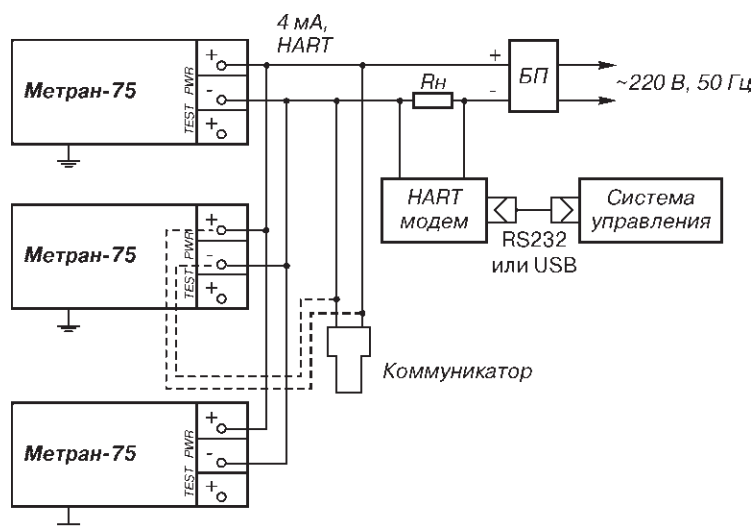 4 мА,
HART
+
-
+
PWR
TEST
Метран-75
+
-
Rн
БП
~220 В, 50 Гц
HART
модем
Система
управления
RS232
или USB
+
-
+
PWR
TEST
Метран-75
Коммуникатор
+
-
+
PWR
TEST
Метран-75